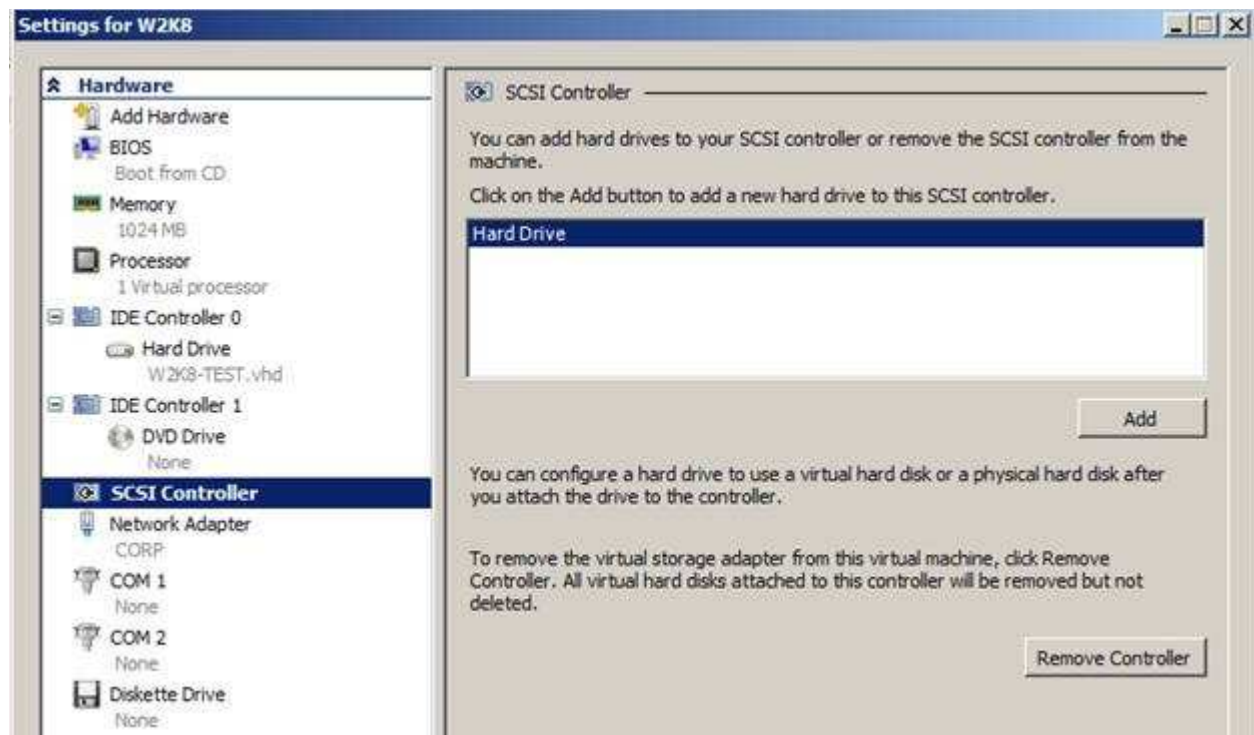 Settings for W2K8
Hardware
Add Hardware
BIOS
Boot from CD
Memory
1024 MB
Processor
1 Virtual processor
IDE Controller 0
Hard Drive
W2K8-TEST.vhd
IDE Controller 1
DVD Drive
None
SCSI Controller
Network Adapter
CORP
COM 1
None
COM 2
None
Diskette Drive
None
SCSI Controller
You can add hard drives to your SCSI controller or remove the SCSI controller from the
machine.
Click on the Add button to add a new hard drive to this SCSI controller.
Hard Drive
Add
You can configure a hard drive to use a virtual hard disk or a physical hard disk after
you attach the drive to the controller.
To remove the virtual storage adapter from this virtual machine, click Remove
Controller. All virtual hard disks attached to this controller will be removed but not
deleted.
Remove Controller